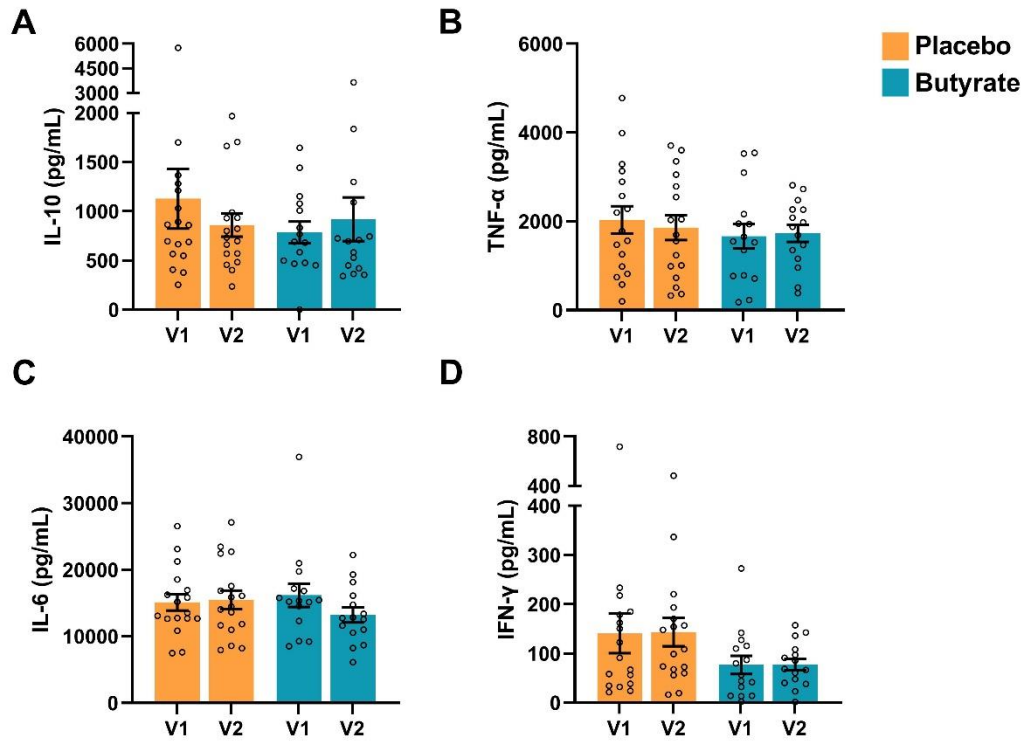 A
IL-10 (pg/mL)
6000
4500
3000
2000
1500
1000
500
0
V1 V2 V1 V2
B
TNF-α (pg/mL)
6000
4000
2000
0
V1 V2 V1 V2
Placebo
Butyrate
C
IL-6 (pg/mL)
40000
30000
20000
10000
0
V1 V2 V1 V2
D
IFN-γ (pg/mL)
800
400
400
300
200
100
0
V1 V2 V1 V2